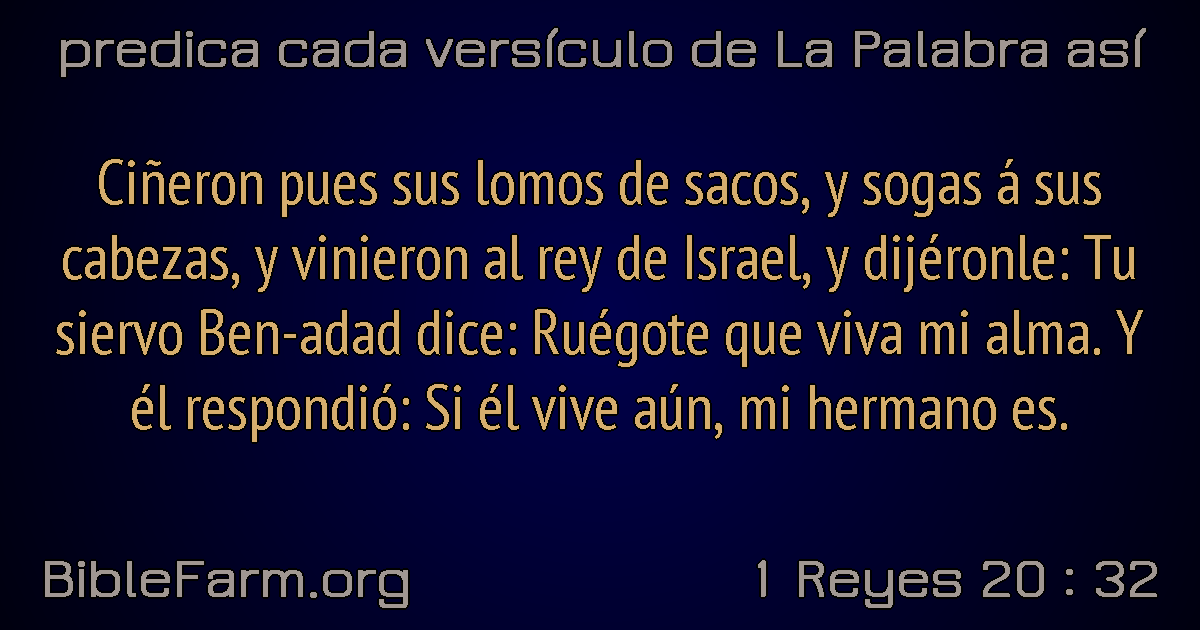 predica cada versículo de La Palabra así
Ciñeron pues sus lomos de sacos, y sogas á sus
cabezas, y vinieron al rey de Israel, y dijéronle: Tu
siervo Ben-adad dice: Ruégote que viva mi alma. Y
él respondió: Si él vive aún, mi hermano es.
BibleFarm.org
1 Reyes 20 : 32